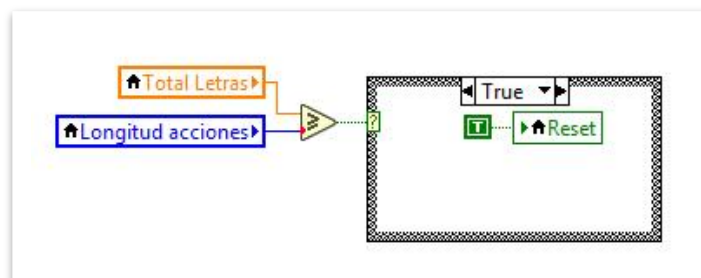 Total Letras
True
Longitud acciones
≥
?
T
Reset